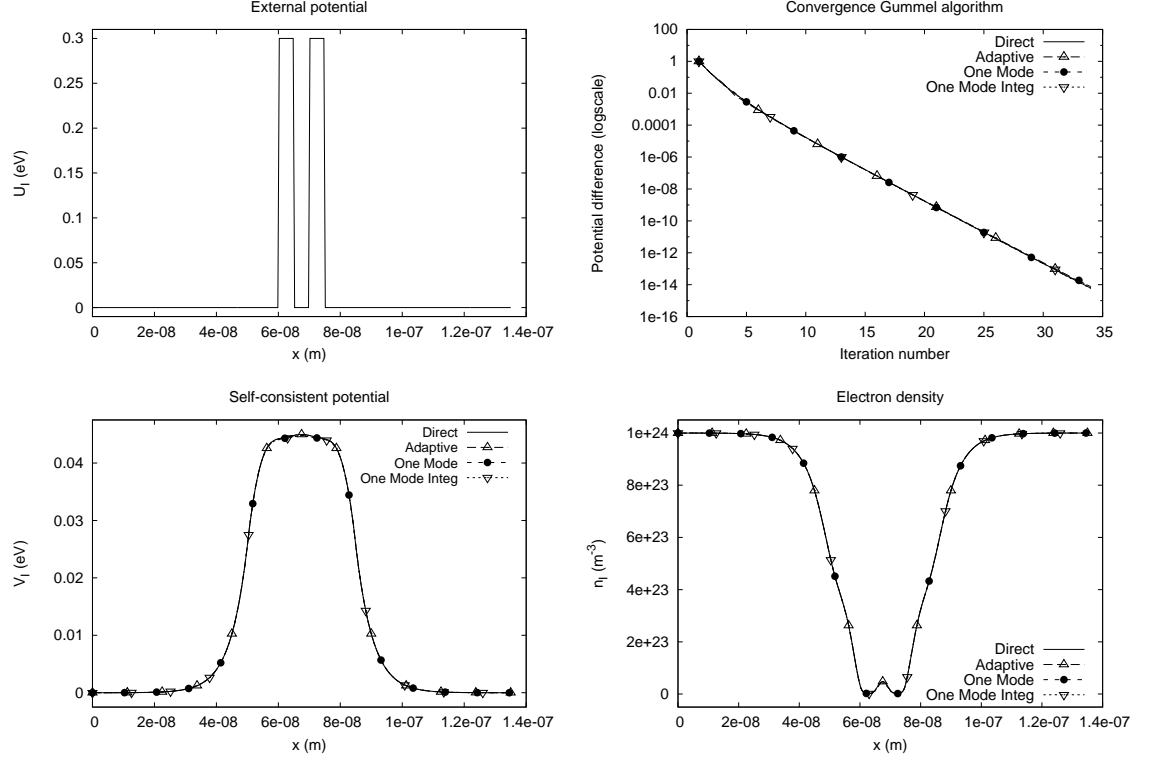 External potential
0.3
0.25
0.2
0.15
0.1
0.05
0
U_I (eV)
0 2e-08 4e-08 6e-08 8e-08 1e-07 1.2e-07 1.4e-07
x (m)
Convergence Gummel algorithm
100
1
0.01
0.0001
1e-06
1e-08
1e-10
1e-12
1e-14
1e-16
Potential difference (logscale)
Direct
Adaptive
One Mode
One Mode Integ
0 5 10 15 20 25 30 35
Iteration number
Self-consistent potential
0.04
0.03
0.02
0.01
0
V_I (eV)
Direct
Adaptive
One Mode
One Mode Integ
0 2e-08 4e-08 6e-08 8e-08 1e-07 1.2e-07 1.4e-07
x (m)
Electron density
1e+24
8e+23
6e+23
4e+23
2e+23
0
n_I (m^-3)
Direct
Adaptive
One Mode
One Mode Integ
0 2e-08 4e-08 6e-08 8e-08 1e-07 1.2e-07 1.4e-07
x (m)